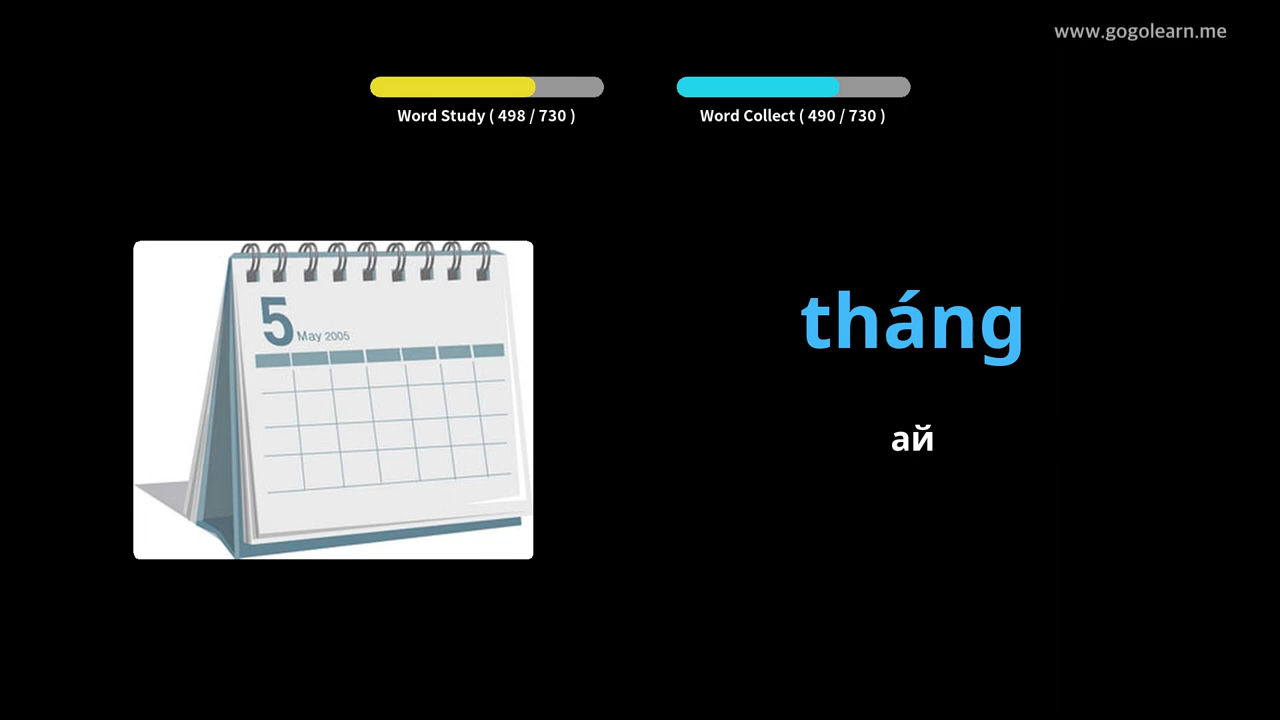 www.gogolearn.me
Word Study ( 498 / 730 )
Word Collect ( 490 / 730 )
5 May 2005
tháng
ай